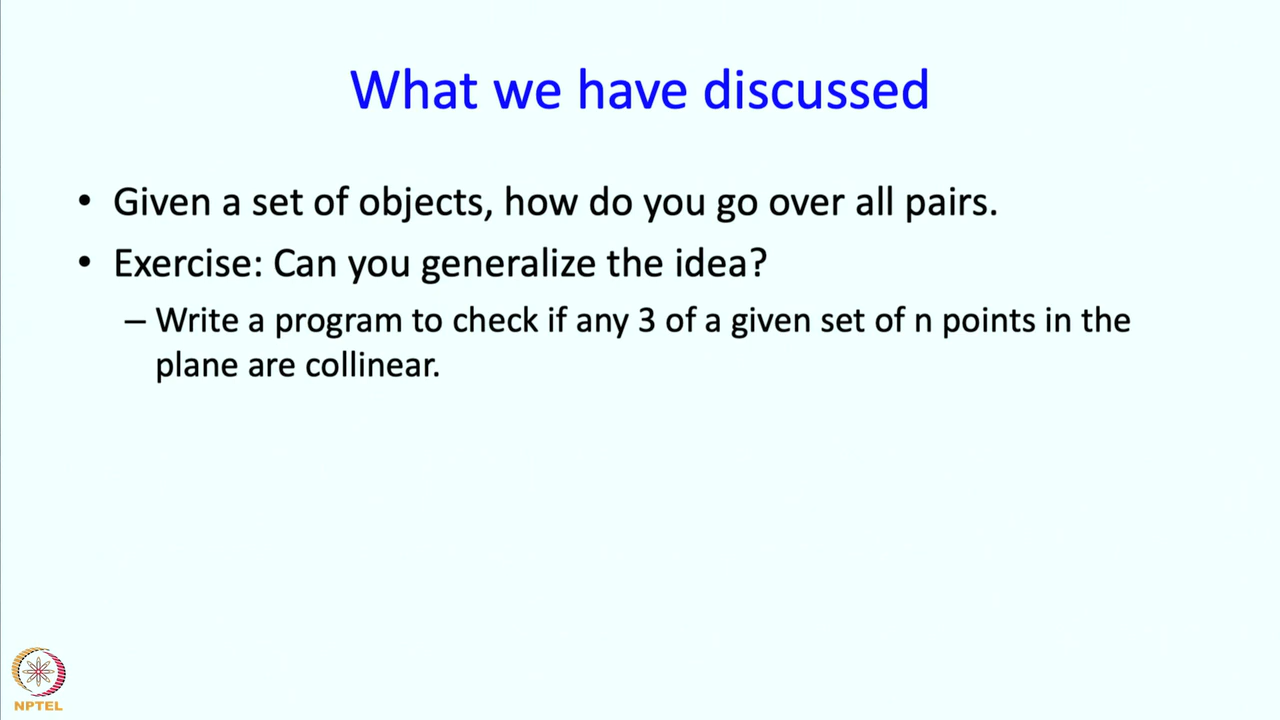 What we have discussed
• Given a set of objects, how do you go over all pairs.
• Exercise: Can you generalize the idea?
– Write a program to check if any 3 of a given set of n points in the
plane are collinear.
NPTEL